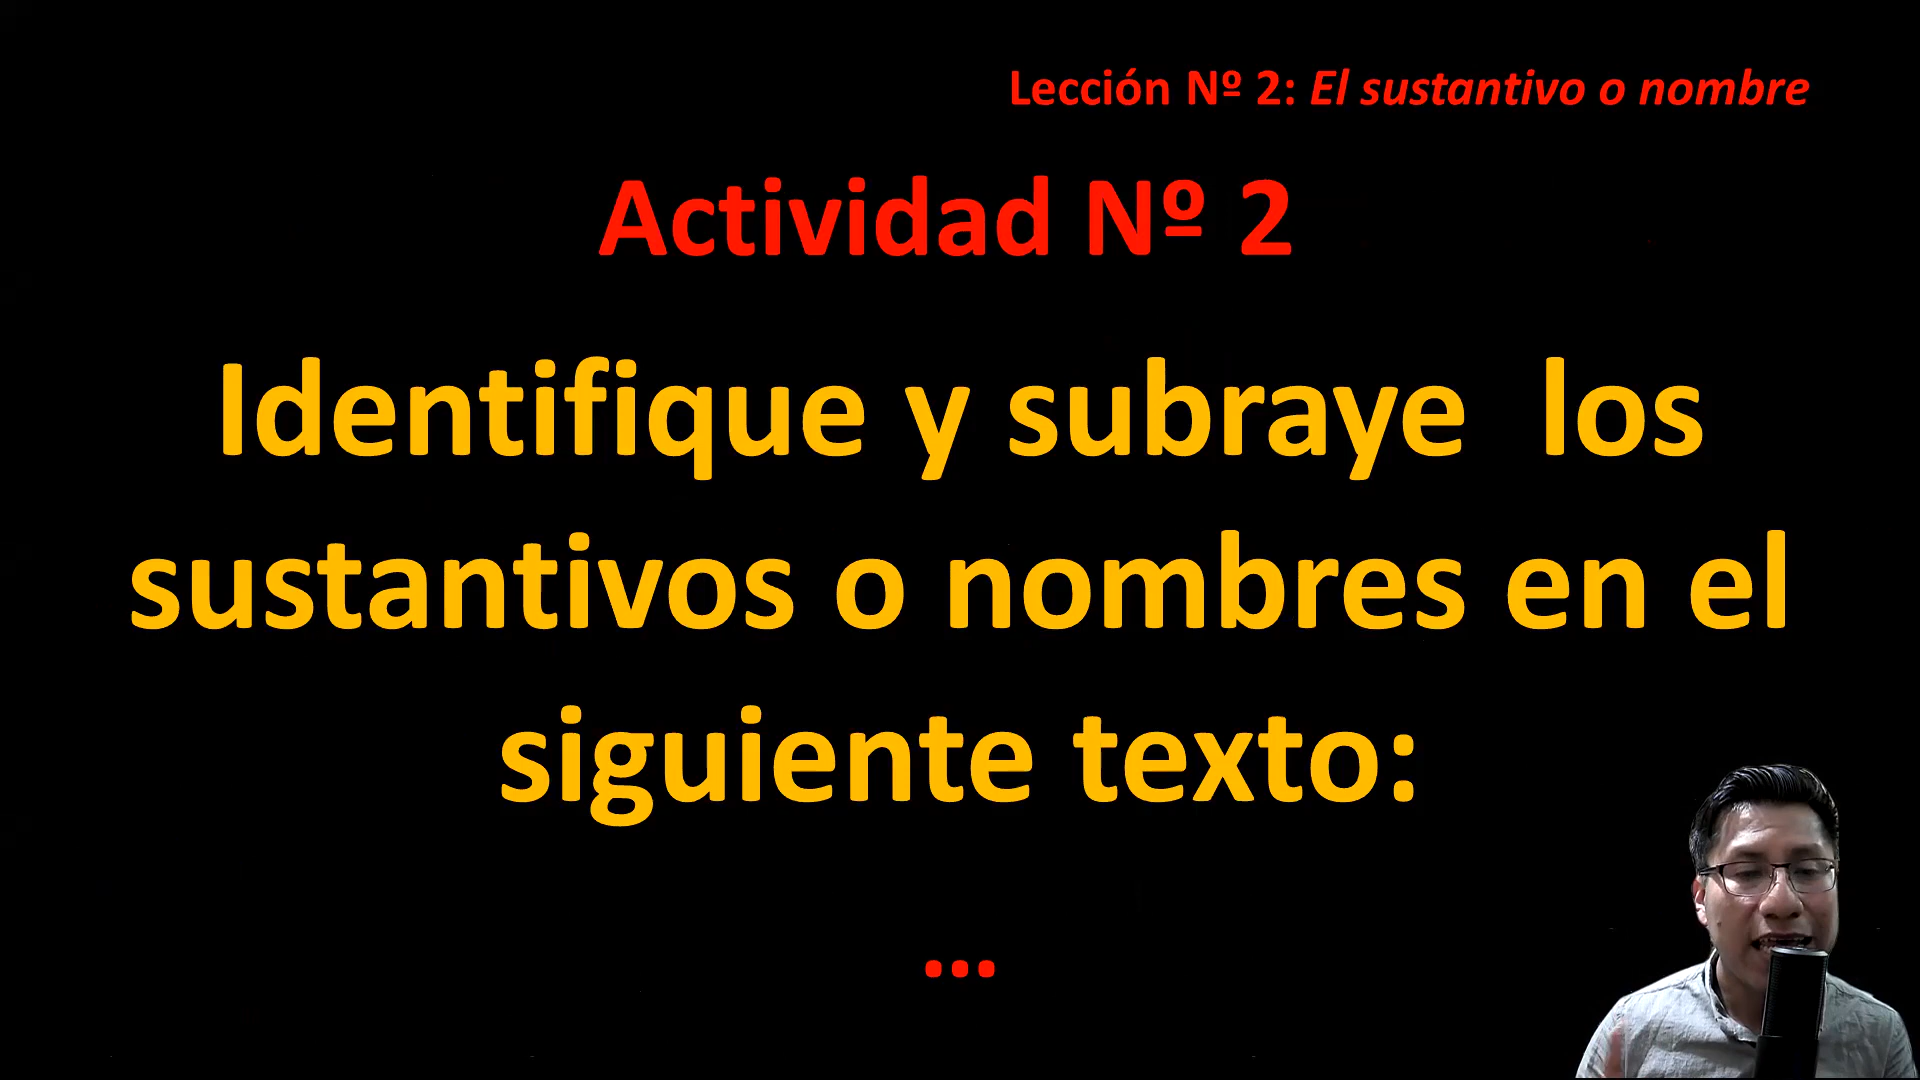 Lección Nº 2: El sustantivo o nombre
Actividad Nº 2
Identifique y subraye  los
sustantivos o nombres en el
siguiente texto:
...